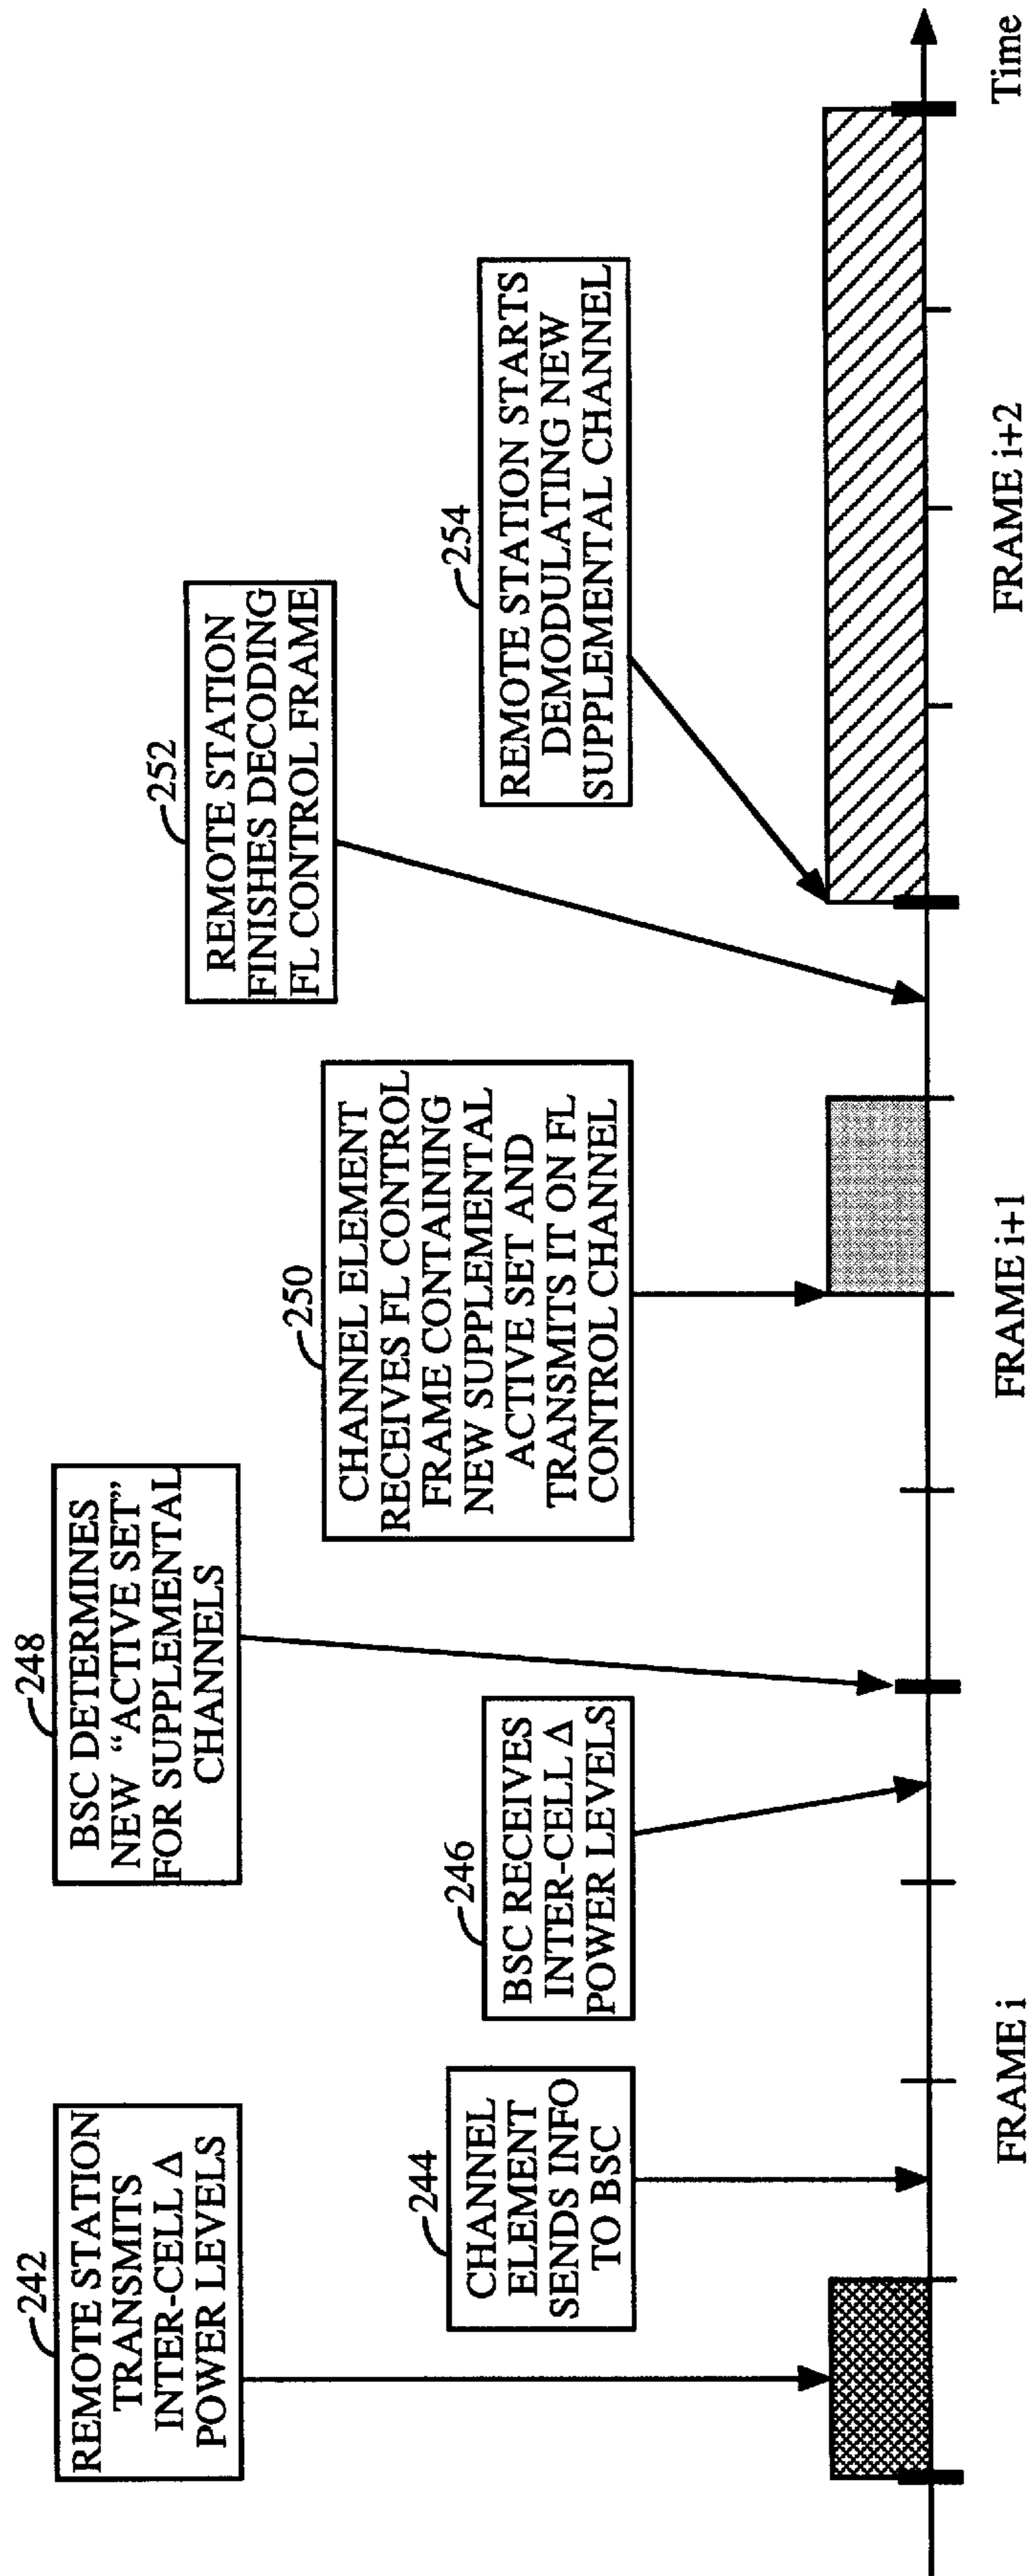 242
REMOTE STATION
TRANSMITS
INTER-CELL Δ
POWER LEVELS
244
CHANNEL
ELEMENT
SENDS INFO
TO BSC
246
BSC RECEIVES
INTER-CELL Δ
POWER LEVELS
248
BSC DETERMINES
NEW “ACTIVE SET”
FOR SUPPLEMENTAL
CHANNELS
250
CHANNEL ELEMENT
RECEIVES FL CONTROL
FRAME CONTAINING
NEW SUPPLEMENTAL
ACTIVE SET AND
TRANSMITS IT ON FL
CONTROL CHANNEL
252
REMOTE STATION
FINISHES DECODING
FL CONTROL FRAME
254
REMOTE STATION STARTS
DEMODULATING NEW
SUPPLEMENTAL CHANNEL
FRAME i
FRAME i+1
FRAME i+2
Time